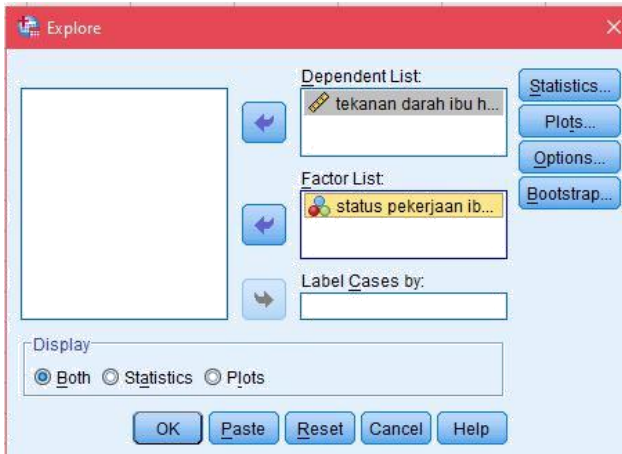 Explore
Dependent List:
tekanan darah ibu h...
Factor List:
status pekerjaan ib...
Label Cases by:
Statistics...
Plots...
Options...
Bootstrap...
Display
Both Statistics Plots
OK Paste Reset Cancel Help